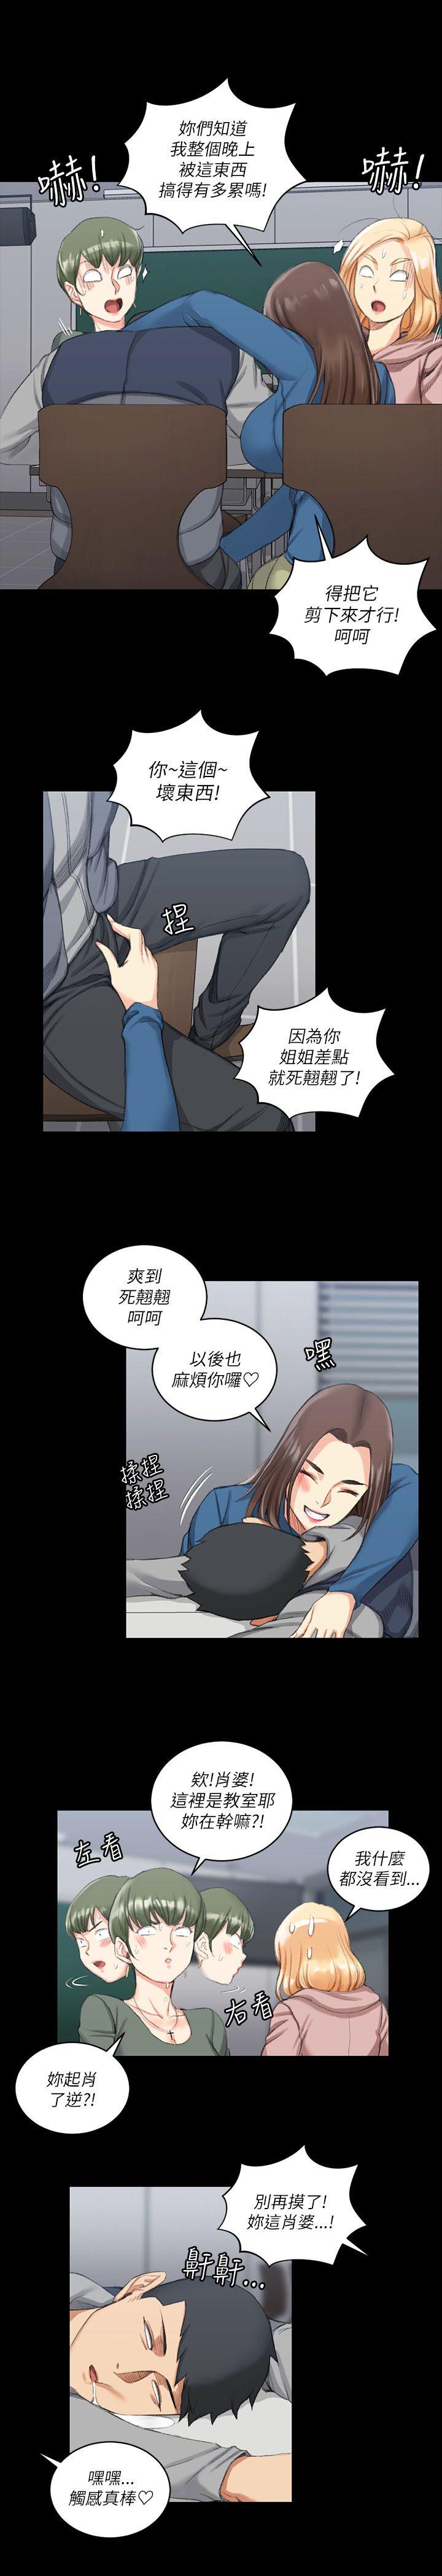 妳們知道
我整個晚上
被這東西
搞得有多累嗎!
嚇!
嚇!
得把它
剪下來才行!
呵呵
你~這個~
壞東西!
捏
因為你
姐姐差點
就死翹翹了!
爽到
死翹翹
呵呵
以後也
麻煩你囉♡
嘿
揉捏
揉捏
欸!肖婆!
這裡是教室耶
妳在幹嘛?!
左看
我什麼
都沒看到...
右看
妳起肖
了逆?!
別再摸了!
妳這肖婆...!
鼾鼾...
嘿嘿...
觸感真棒♡